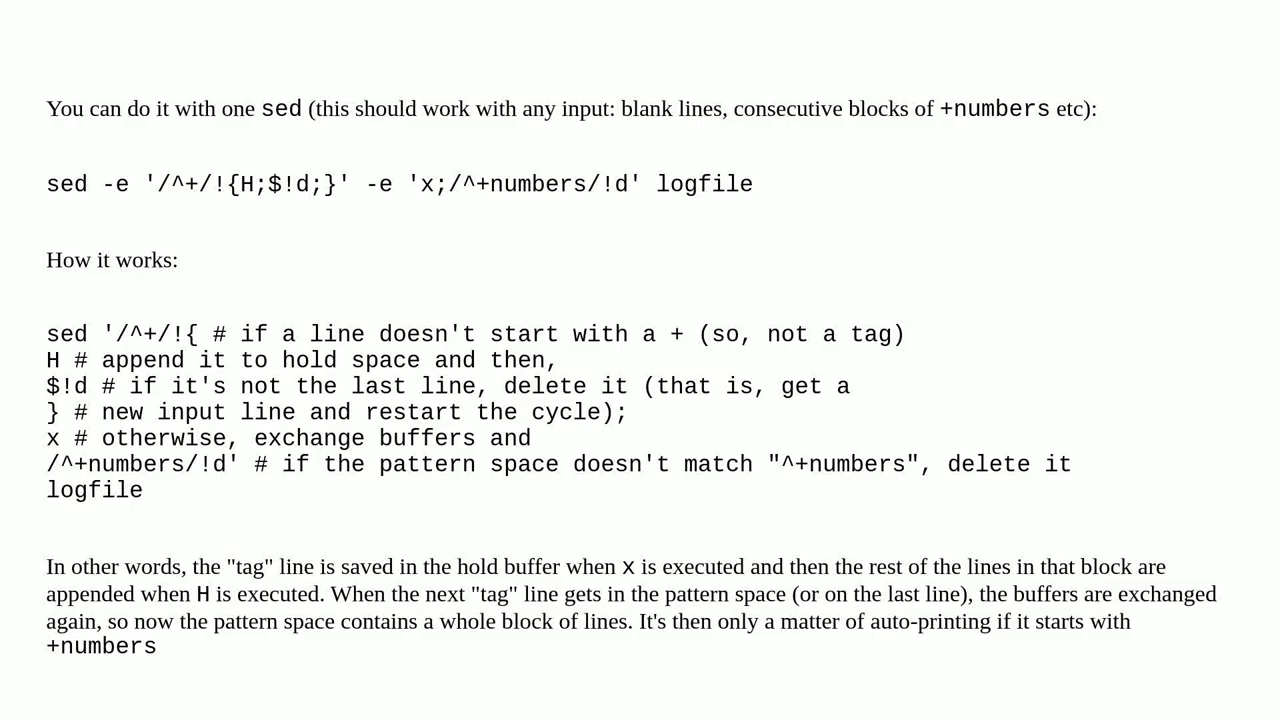 You can do it with one sed (this should work with any input: blank lines, consecutive blocks of +numbers etc):
sed -e '/^+/!{H;$!d;}' -e 'x;/^+numbers/!d' logfile
How it works:
sed '/^+/!{ # if a line doesn't start with a + (so, not a tag)
H # append it to hold space and then,
$!d # if it's not the last line, delete it (that is, get a
} # new input line and restart the cycle);
x # otherwise, exchange buffers and
/^+numbers/!d' # if the pattern space doesn't match "^+numbers", delete it
logfile
In other words, the "tag" line is saved in the hold buffer when x is executed and then the rest of the lines in that block are
appended when H is executed. When the next "tag" line gets in the pattern space (or on the last line), the buffers are exchanged
again, so now the pattern space contains a whole block of lines. It's then only a matter of auto-printing if it starts with
+numbers